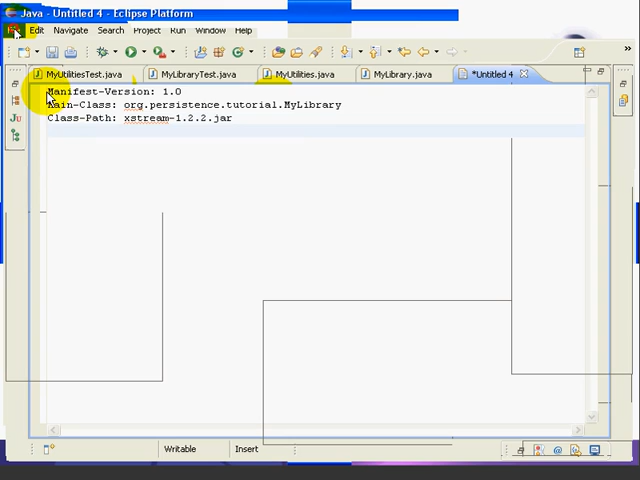 Java - Untitled 4 - Eclipse Platform
Edit Navigate Search Project Run Window Help
MyUtilitiesTest.java MyLibraryTest.java MyUtilities.java MyLibrary.java *Untitled 4
Manifest-Version: 1.0
Main-Class: org.persistence.tutorial.MyLibrary
Class-Path: xstream-1.2.2.jar
Writable Insert